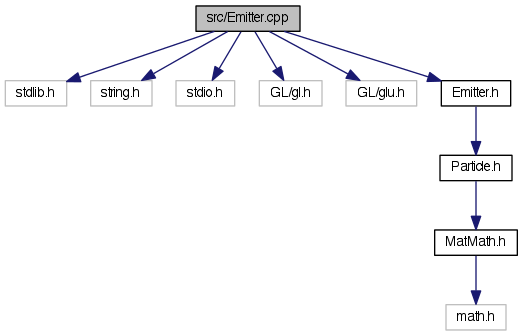 src/Emitter.cpp
stdlib.h
string.h
stdio.h
GL/gl.h
GL/glu.h
Emitter.h
Particle.h
MatMath.h
math.h